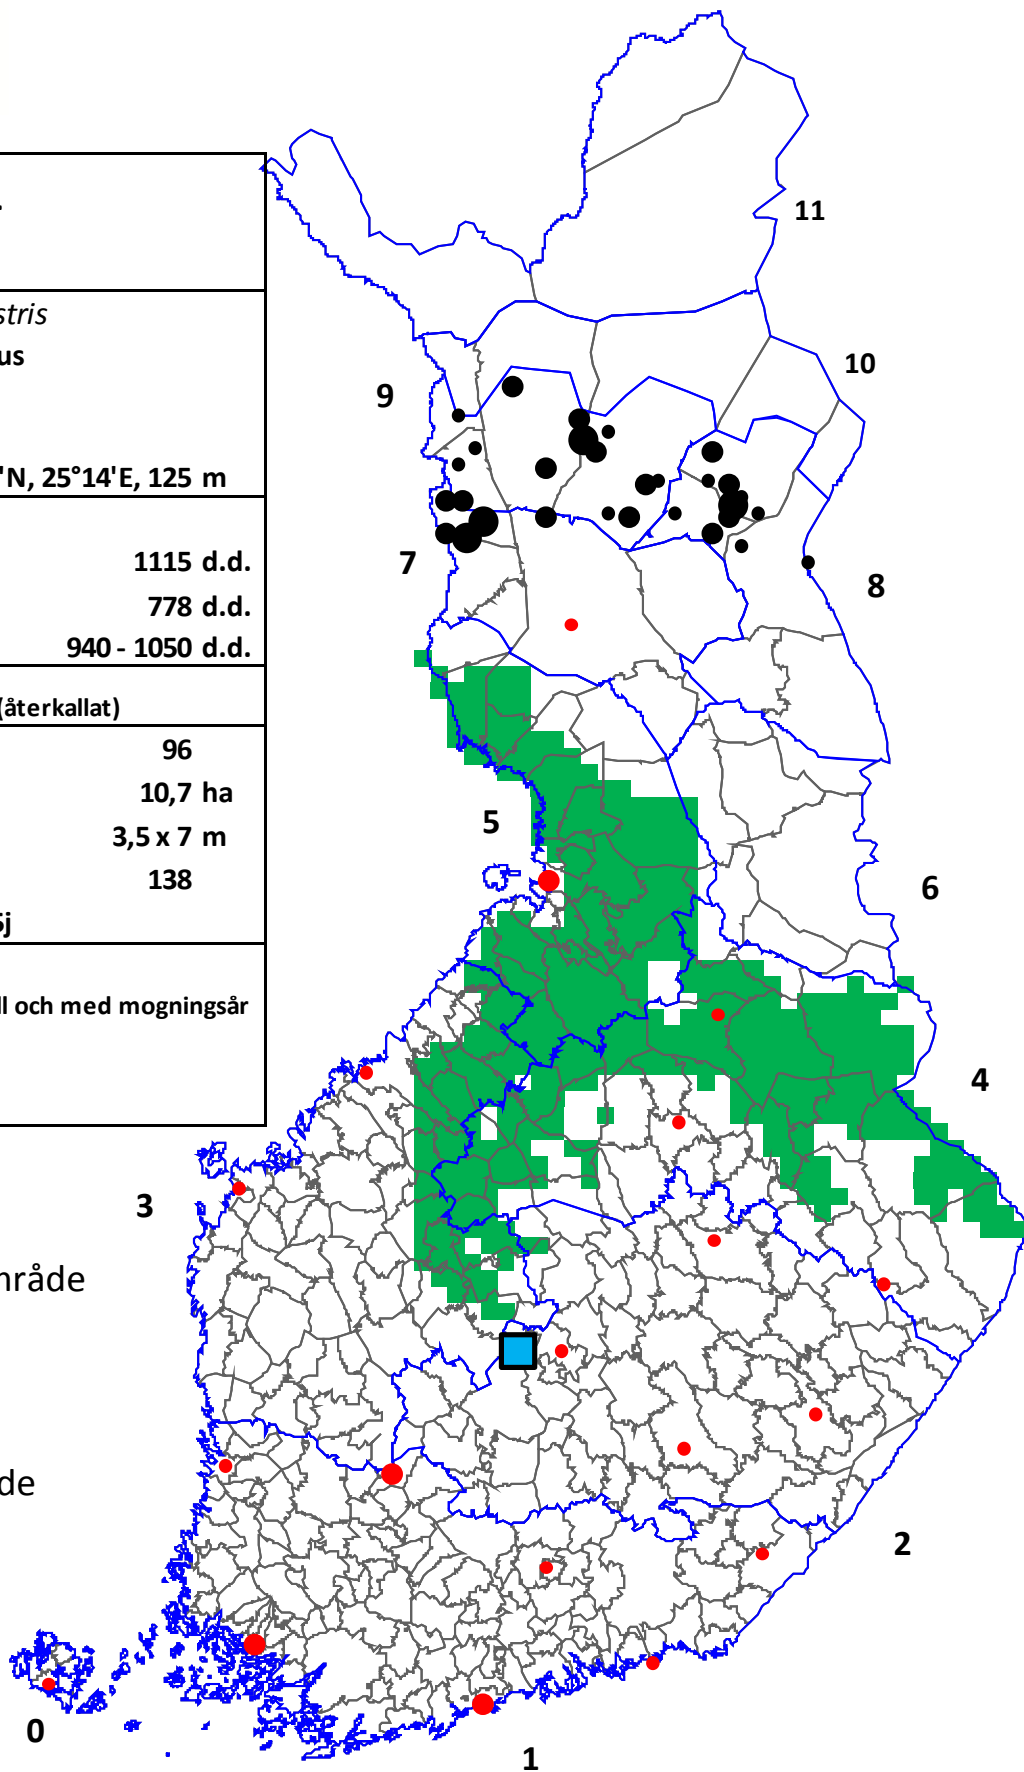 stris
us
'N, 25°14'E, 125 m
1115 d.d.
778 d.d.
940 - 1050 d.d.
(återkallat)
96
10,7 ha
3,5 x 7 m
138
5j
ll och med mogningsår
område
de
11
10
9
8
7
6
5
4
3
2
1
0